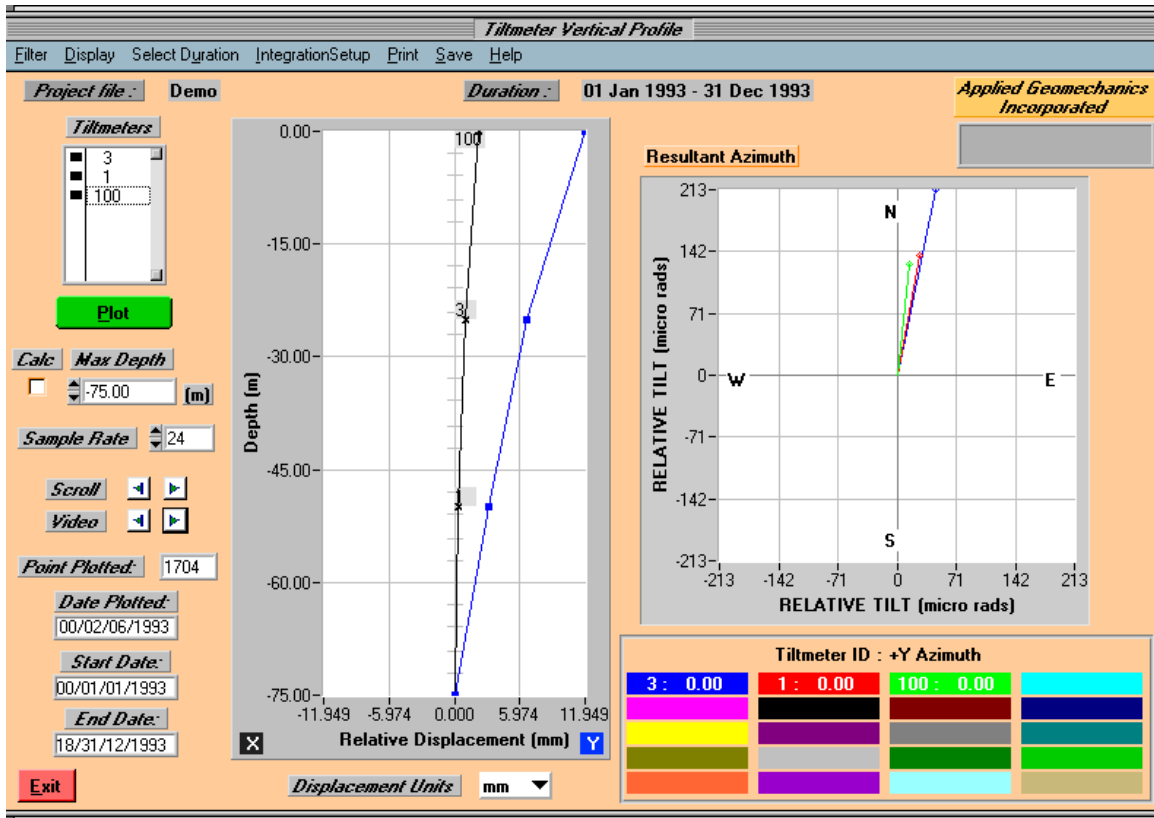 Tiltmeter Vertical Profile
Filter Display Select Duration IntegrationSetup Print Save Help
Project file : Demo
Duration : 01 Jan 1993 - 31 Dec 1993
Applied Geomechanics
Incorporated
Tiltmeters
3
1
100
Plot
Calc Max Depth
-75.00 (m)
Sample Rate 24
Scroll
Video
Point Plotted: 1704
Date Plotted:
00/02/06/1993
Start Date:
00/01/01/1993
End Date:
18/31/12/1993
Exit
0.00
-15.00
-30.00
-45.00
-60.00
-75.00
Depth (m)
100
3
1
-11.949 -5.974 0.000 5.974 11.949
X Relative Displacement (mm) Y
Displacement Units mm
Resultant Azimuth
213
142
71
0
-71
-142
-213
RELATIVE TILT (micro rads)
N
W E
S
-213 -142 -71 0 71 142 213
RELATIVE TILT (micro rads)
Tiltmeter ID : +Y Azimuth
3 : 0.00 1 : 0.00 100 : 0.00